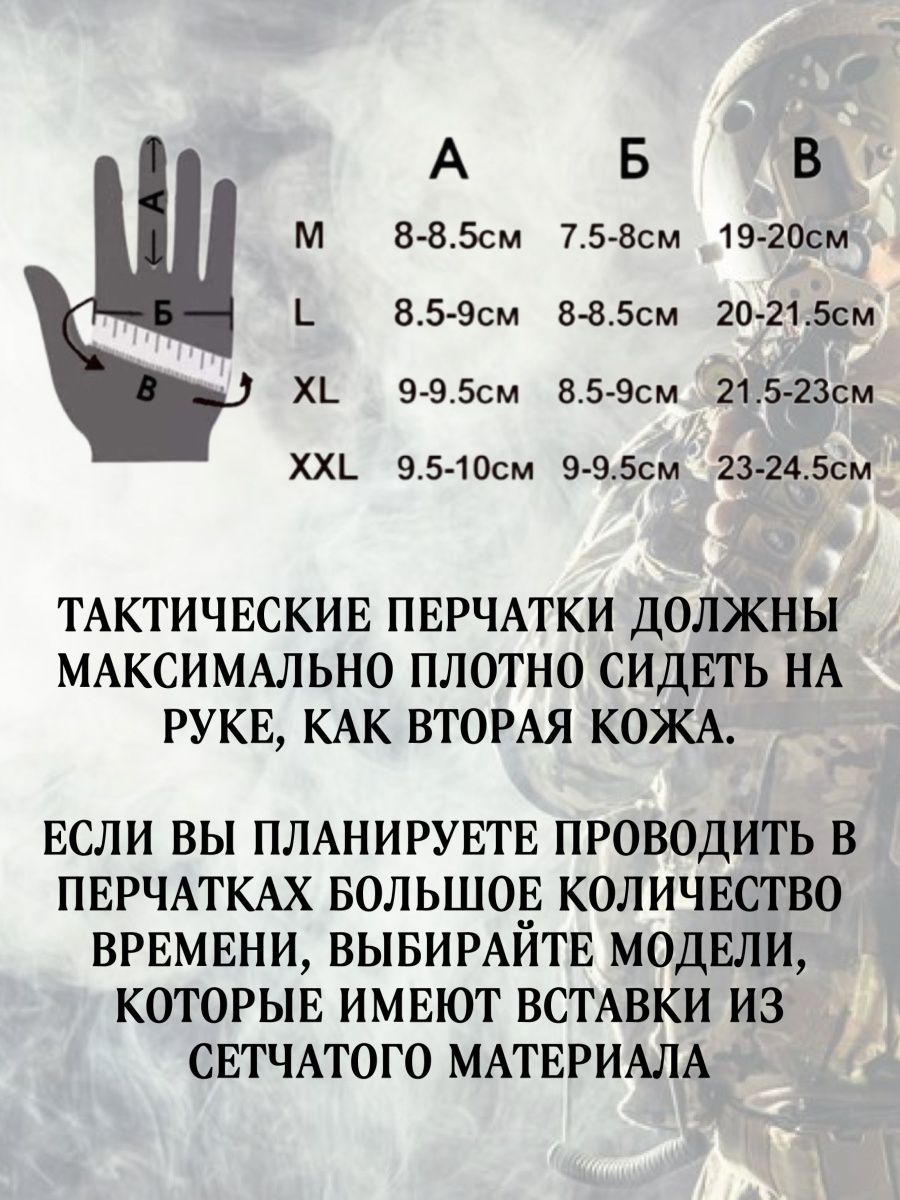 А Б В
М 8-8.5см 7.5-8см 19-20см
L 8.5-9см 8-8.5см 20-21.5см
XL 9-9.5см 8.5-9см 21.5-23см
XXL 9.5-10см 9-9.5см 23-24.5см
А
Б
В
ТАКТИЧЕСКИЕ ПЕРЧАТКИ ДОЛЖНЫ
МАКСИМАЛЬНО ПЛОТНО СИДЕТЬ НА
РУКЕ, КАК ВТОРАЯ КОЖА.
ЕСЛИ ВЫ ПЛАНИРУЕТЕ ПРОВОДИТЬ В
ПЕРЧАТКАХ БОЛЬШОЕ КОЛИЧЕСТВО
ВРЕМЕНИ, ВЫБИРАЙТЕ МОДЕЛИ,
КОТОРЫЕ ИМЕЮТ ВСТАВКИ ИЗ
СЕТЧАТОГО МАТЕРИАЛА